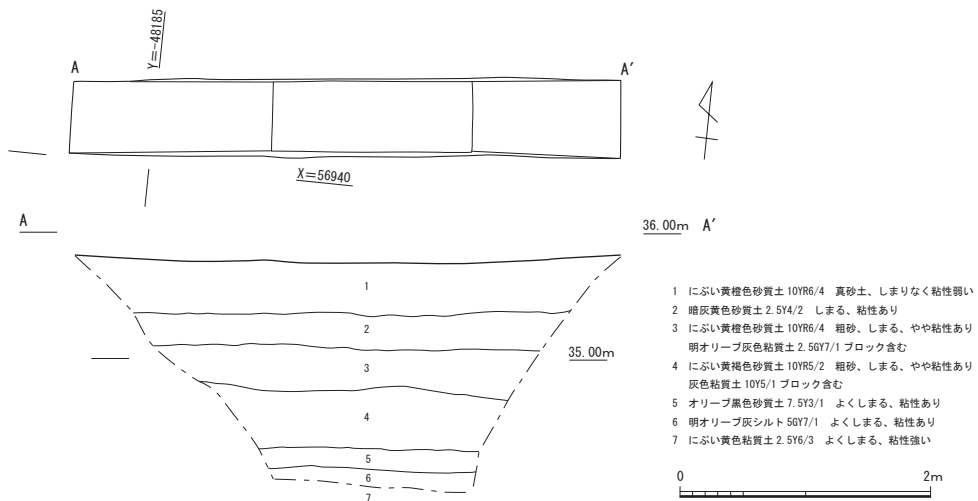 Y=-48185
A
A′
X=56940
A
36.00m A′
1
2
3
35.00m
4
5
6
7
1 にぶい黄橙色砂質土 10YR6/4 真砂土、しまりなく粘性弱い
2 暗灰黄色砂質土 2.5Y4/2 しまる、粘性あり
3 にぶい黄橙色砂質土 10YR6/4 粗砂、しまる、やや粘性あり
明オリーブ灰色粘質土 2.5GY7/1 ブロック含む
4 にぶい黄褐色砂質土 10YR5/2 粗砂、しまる、やや粘性あり
灰色粘質土 10Y5/1 ブロック含む
5 オリーブ黒色砂質土 7.5Y3/1 よくしまる、粘性あり
6 明オリーブ灰シルト 5GY7/1 よくしまる、粘性あり
7 にぶい黄色粘質土 2.5Y6/3 よくしまる、粘性強い
0 2m